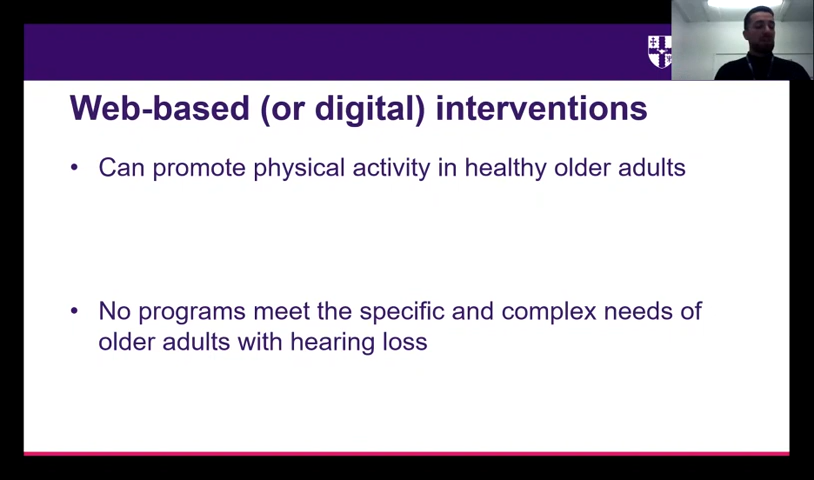 Web-based (or digital) interventions
• Can promote physical activity in healthy older adults
• No programs meet the specific and complex needs of
older adults with hearing loss